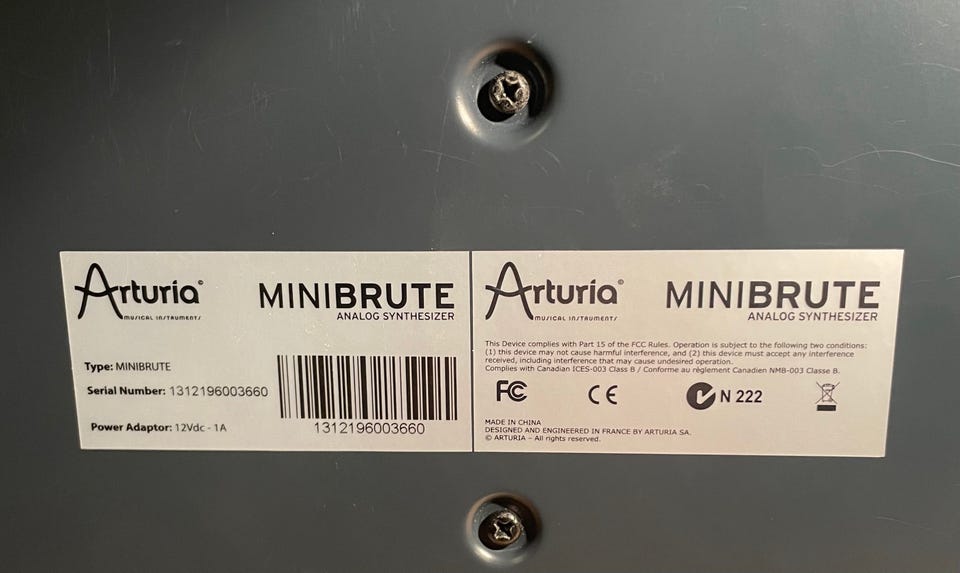 Arturia®
MUSICAL INSTRUMENTS
MINIBRUTE
ANALOG SYNTHESIZER
Type: MINIBRUTE
Serial Number: 1312196003660
1312196003660
Power Adaptor: 12Vdc - 1A
Arturia®
MUSICAL INSTRUMENTS
MINIBRUTE
ANALOG SYNTHESIZER
This Device complies with Part 15 of the FCC Rules. Operation is subject to the following two conditions:
(1) this device may not cause harmful interference, and (2) this device must accept any interference
received, including interference that may cause undesired operation.
Complies with Canadian ICES-003 Class B / Conforme au règlement Canadien NMB-003 Classe B.
FC CE N 222
MADE IN CHINA
DESIGNED AND ENGINEERED IN FRANCE BY ARTURIA SA.
© ARTURIA – All rights reserved.